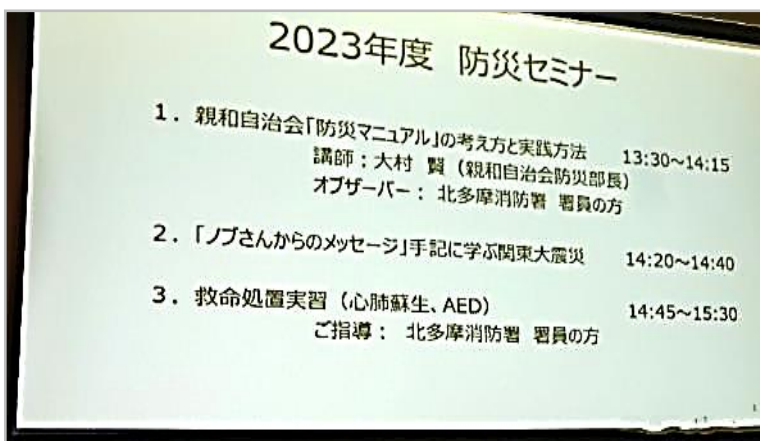 2023年度 防災セミナー
1. 親和自治会「防災マニュアル」の考え方と実践方法 13:30～14:15
講師：大村 賢（親和自治会防災部長）
オブザーバー： 北多摩消防署 署員の方
2. 「ノブさんからのメッセージ」手記に学ぶ関東大震災 14:20～14:40
3. 救命処置実習（心肺蘇生、AED） 14:45～15:30
ご指導： 北多摩消防署 署員の方